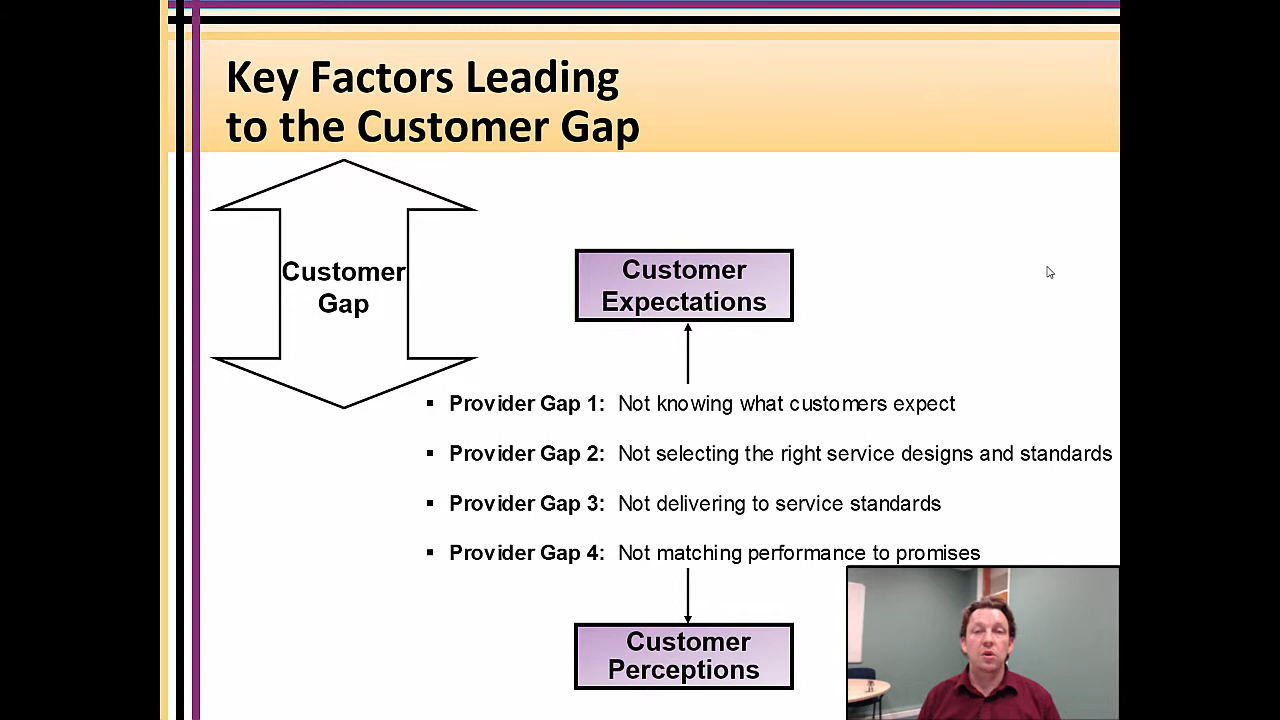 Key Factors Leading
to the Customer Gap
Customer
Gap
Customer
Expectations
▪ Provider Gap 1: Not knowing what customers expect
▪ Provider Gap 2: Not selecting the right service designs and standards
▪ Provider Gap 3: Not delivering to service standards
▪ Provider Gap 4: Not matching performance to promises
Customer
Perceptions